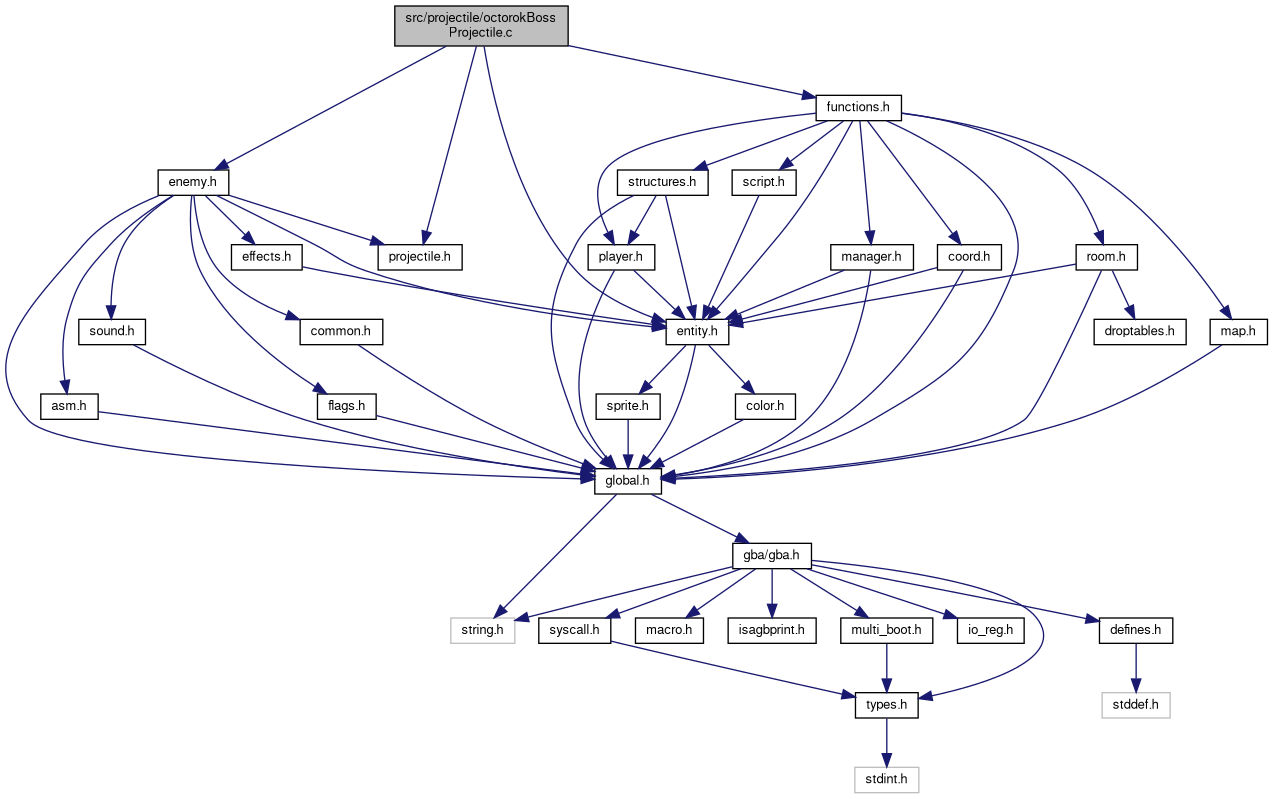 src/projectile/octorokBoss
Projectile.c
functions.h
enemy.h
structures.h
script.h
effects.h
projectile.h
player.h
manager.h
coord.h
room.h
sound.h
common.h
entity.h
droptables.h
map.h
asm.h
flags.h
sprite.h
color.h
global.h
gba/gba.h
string.h
syscall.h
macro.h
isagbprint.h
multi_boot.h
io_reg.h
defines.h
types.h
stddef.h
stdint.h